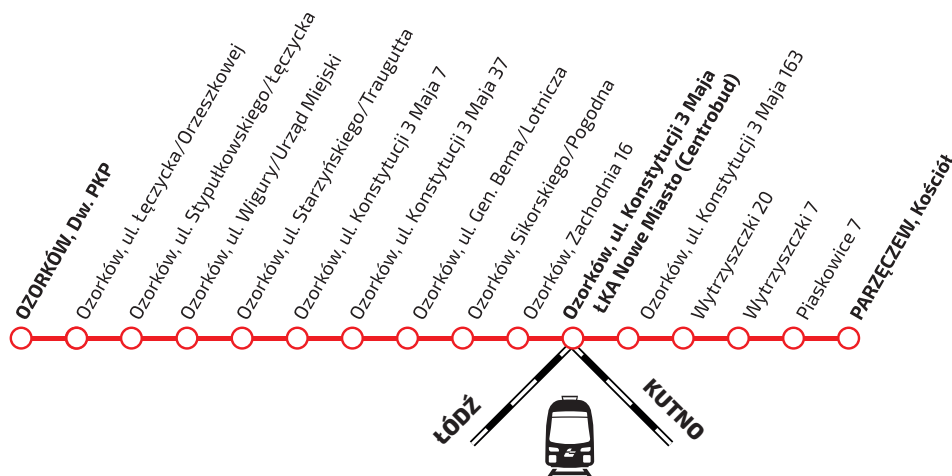 OZORKÓW, Dw. PKP
Ozorków, ul. Łęczycka/Orzeszkowej
Ozorków, ul. Stypułkowskiego/Łęczycka
Ozorków, ul. Wigury/Urząd Miejski
Ozorków, ul. Starzyńskiego/Traugutta
Ozorków, ul. Konstytucji 3 Maja 7
Ozorków, ul. Konstytucji 3 Maja 37
Ozorków, ul. Gen. Bema/Lotnicza
Ozorków, Sikorskiego/Pogodna
Ozorków, Zachodnia 16
Ozorków, ul. Konstytucji 3 Maja
ŁKA Nowe Miasto (Centrobud)
Ozorków, ul. Konstytucji 3 Maja 163
Wytrzyszczki 20
Wytrzyszczki 7
Piaskowice 7
PARZĘCZEW, Kościół
ŁÓDŹ
KUTNO